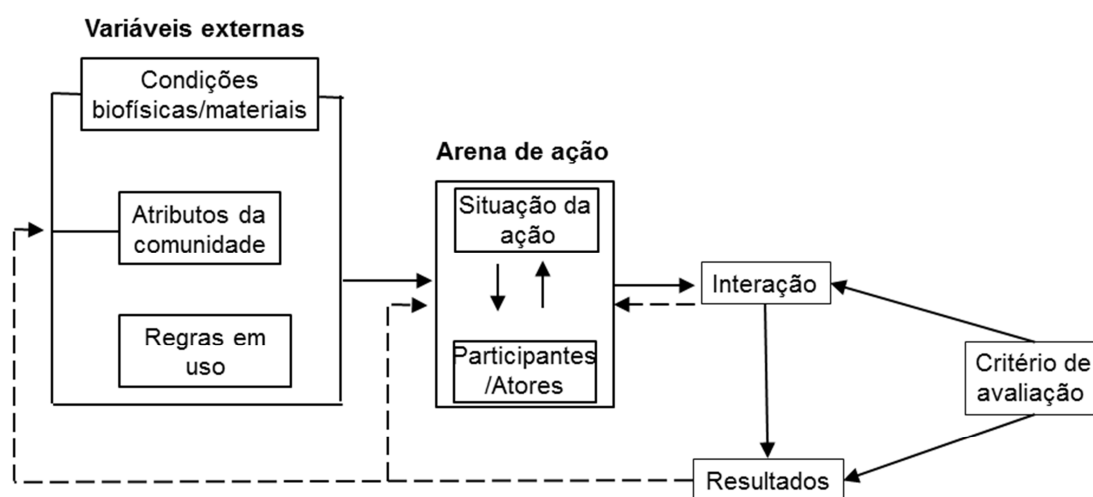 Variáveis externas
Condições
biofísicas/materiais
Atributos da
comunidade
Regras em
uso
Arena de ação
Situação da
ação
Participantes
/Atores
Interação
Critério de
avaliação
Resultados